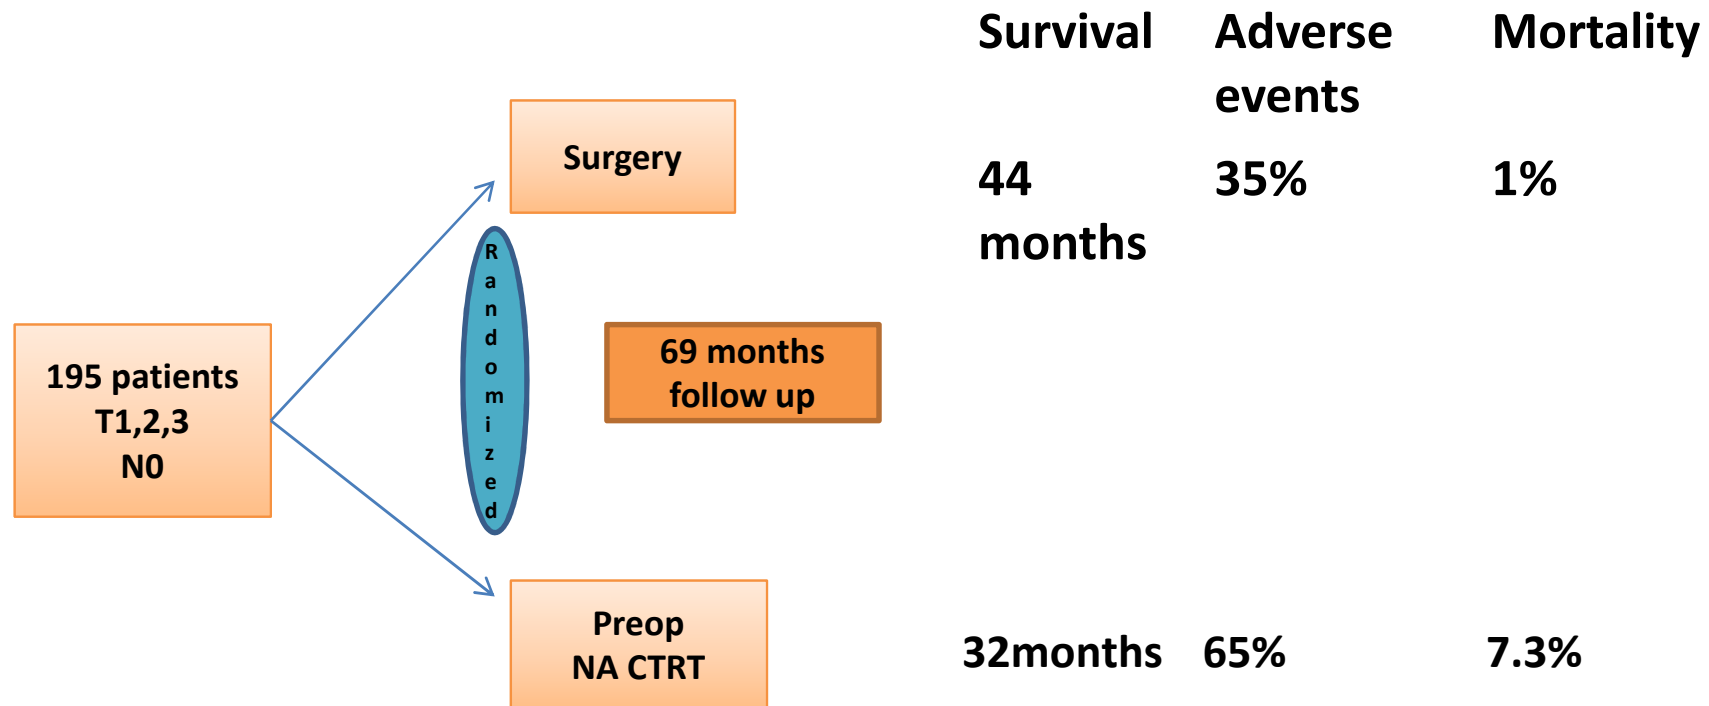 Survival Adverse events Mortality
Surgery
44 months 35% 1%
Randomized
195 patients
T1,2,3
N0
69 months
follow up
Preop
NA CTRT
32months 65% 7.3%